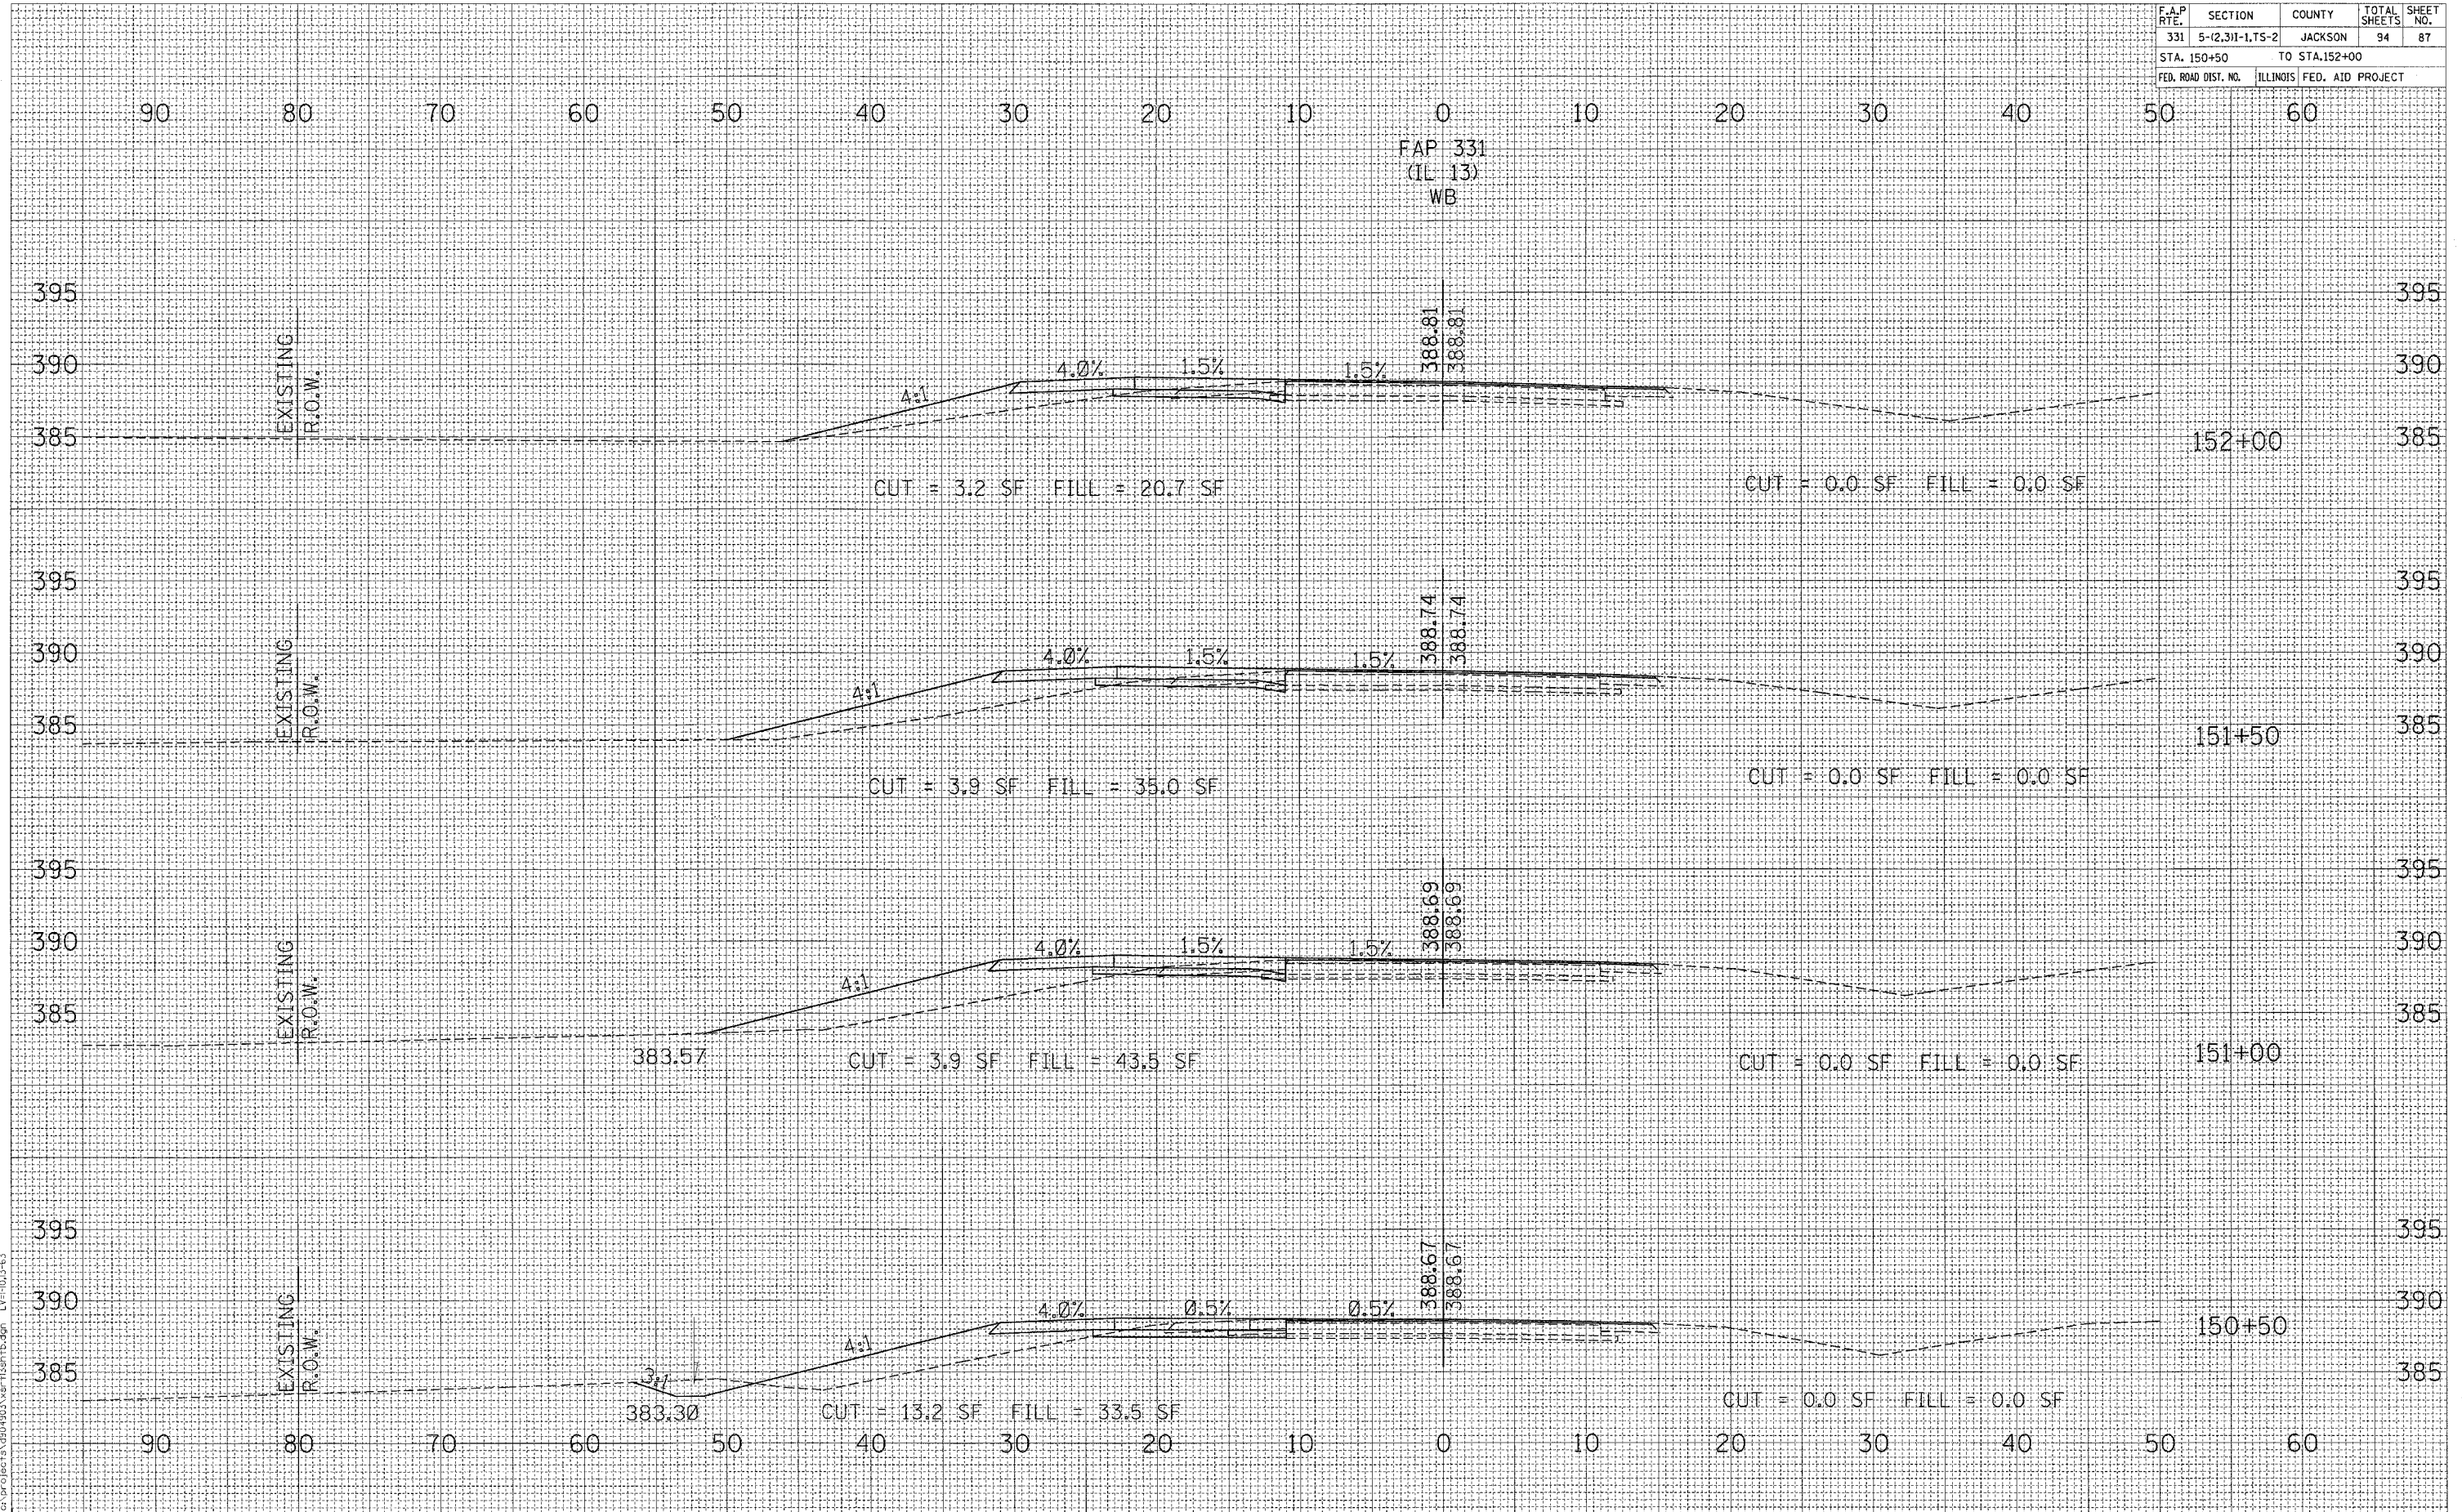 F.A.P RTE. SECTION COUNTY TOTAL SHEETS SHEET NO.
331 5-(2,3)I-1,TS-2 JACKSON 94 87
STA. 150+50 TO STA.152+00
FED. ROAD DIST. NO. ILLINOIS FED. AID PROJECT
90 80 70 60 50 40 30 20 10 0 10 20 30 40 50 60
FAP 331
(IL 13)
WB
395 395
388.81 388.81
390 EXISTING R.O.W. 4:1 4.0% 1.5% 1.5% 390
385 152+00 385
CUT = 3.2 SF FILL = 20.7 SF CUT = 0.0 SF FILL = 0.0 SF
395 395
388.74 388.74
390 EXISTING R.O.W. 4:1 4.0% 1.5% 1.5% 390
385 151+50 385
CUT = 3.9 SF FILL = 35.0 SF CUT = 0.0 SF FILL = 0.0 SF
395 395
388.69 388.69
390 EXISTING R.O.W. 4:1 4.0% 1.5% 1.5% 390
385 385
383.57 CUT = 3.9 SF FILL = 43.5 SF CUT = 0.0 SF FILL = 0.0 SF 151+00
395 395
388.67 388.67
390 EXISTING R.O.W. 4:1 4.0% 0.5% 0.5% 390
150+50
385 3:1 385
383.30 CUT = 13.2 SF FILL = 33.5 SF CUT = 0.0 SF FILL = 0.0 SF
90 80 70 60 50 40 30 20 10 0 10 20 30 40 50 60